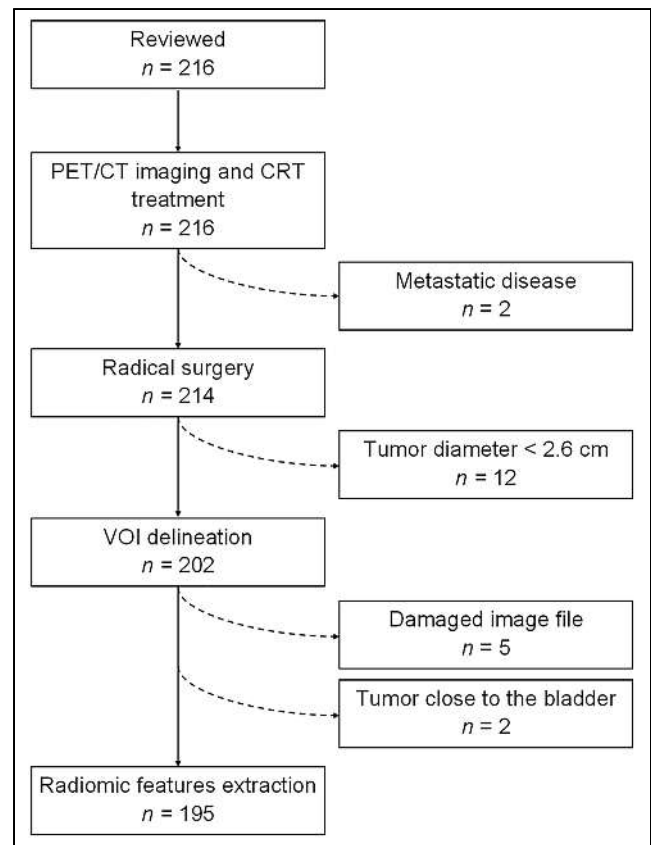 Reviewed
n = 216
PET/CT imaging and CRT
treatment
n = 216
Metastatic disease
n = 2
Radical surgery
n = 214
Tumor diameter < 2.6 cm
n = 12
VOI delineation
n = 202
Damaged image file
n = 5
Tumor close to the bladder
n = 2
Radiomic features extraction
n = 195